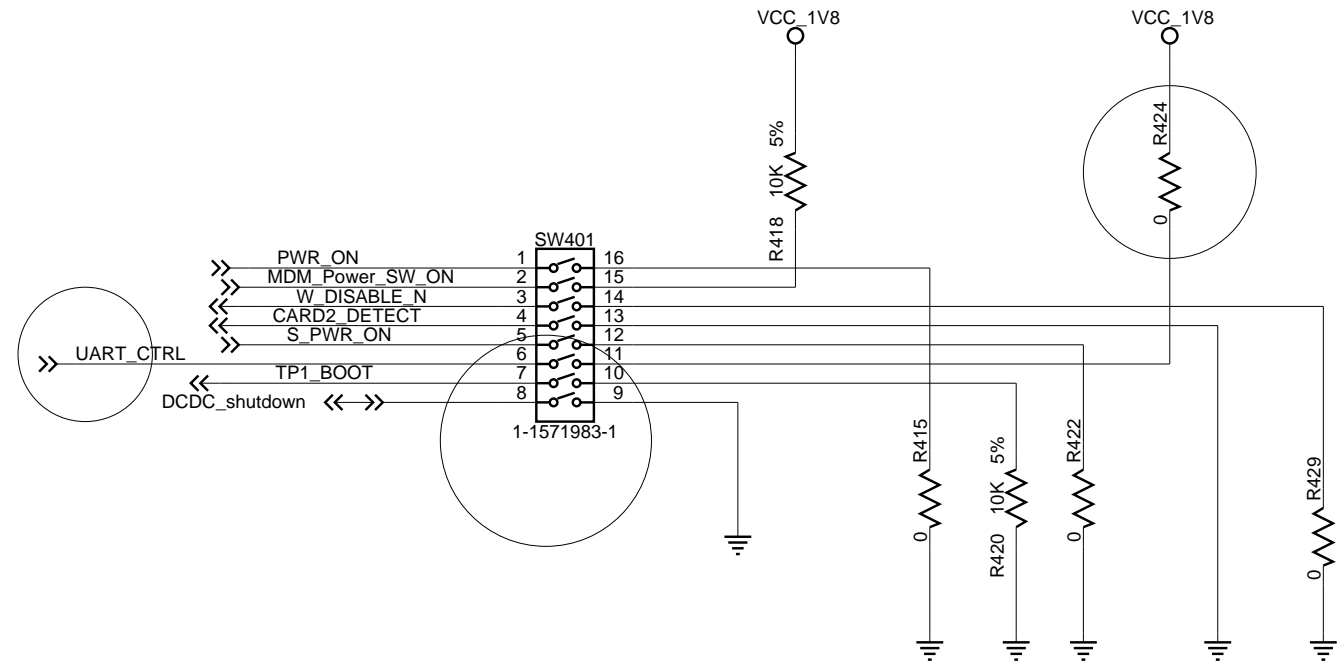 VCC_1V8
VCC_1V8
R418 10K 5%
R424
0
SW401
PWR_ON 1 16
MDM_Power_SW_ON 2 15
W_DISABLE_N 3 14
CARD2_DETECT 4 13
S_PWR_ON 5 12
UART_CTRL 6 11
TP1_BOOT 7 10
DCDC_shutdown 8 9
1-1571983-1
R415
0
R420 10K 5%
R422
0
R429
0